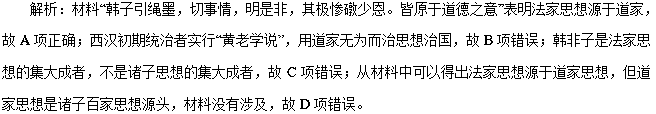 解析：材料“韩子引绳墨，切事情，明是非，其极惨礉少恩。皆原于道德之意”表明法家思想源于道家，
故 A 项正确；西汉初期统治者实行“黄老学说”，用道家无为而治思想治国，故 B 项错误；韩非子是法家思
想的集大成者，不是诸子思想的集大成者，故 C 项错误；从材料中可以得出法家思想源于道家思想，但道
家思想是诸子百家思想源头，材料没有涉及，故 D 项错误。